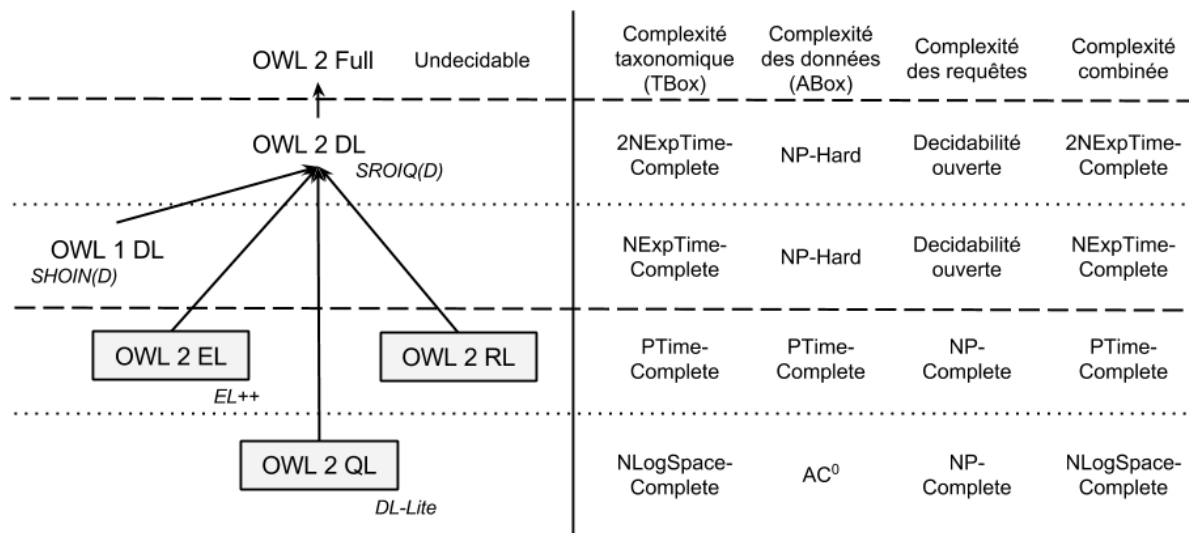 OWL 2 Full
Undecidable
Complexité
taxonomique
(TBox)
Complexité
des données
(ABox)
Complexité
des requêtes
Complexité
combinée
OWL 2 DL
SROIQ(D)
2NExpTime-
Complete
NP-Hard
Decidabilité
ouverte
2NExpTime-
Complete
OWL 1 DL
SHOIN(D)
NExpTime-
Complete
NP-Hard
Decidabilité
ouverte
NExpTime-
Complete
OWL 2 EL
EL++
OWL 2 RL
PTime-
Complete
PTime-
Complete
NP-
Complete
PTime-
Complete
OWL 2 QL
DL-Lite
NLogSpace-
Complete
AC⁰
NP-
Complete
NLogSpace-
Complete